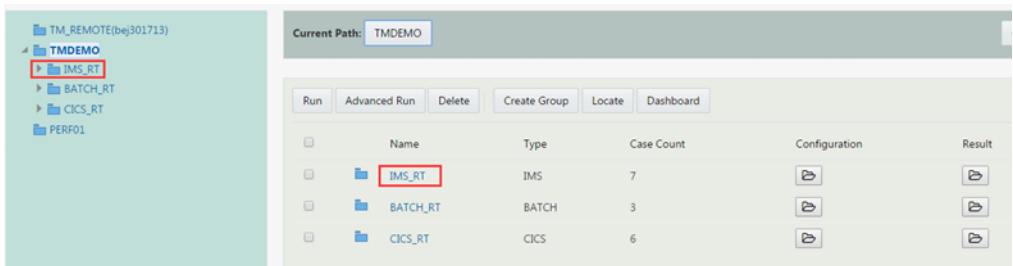 TM_REMOTE(bej301713)
TMDEMO
IMS_RT
BATCH_RT
CICS_RT
PERF01
Current Path: TMDEMO
Run Advanced Run Delete Create Group Locate Dashboard
Name Type Case Count Configuration Result
IMS_RT IMS 7
BATCH_RT BATCH 3
CICS_RT CICS 6